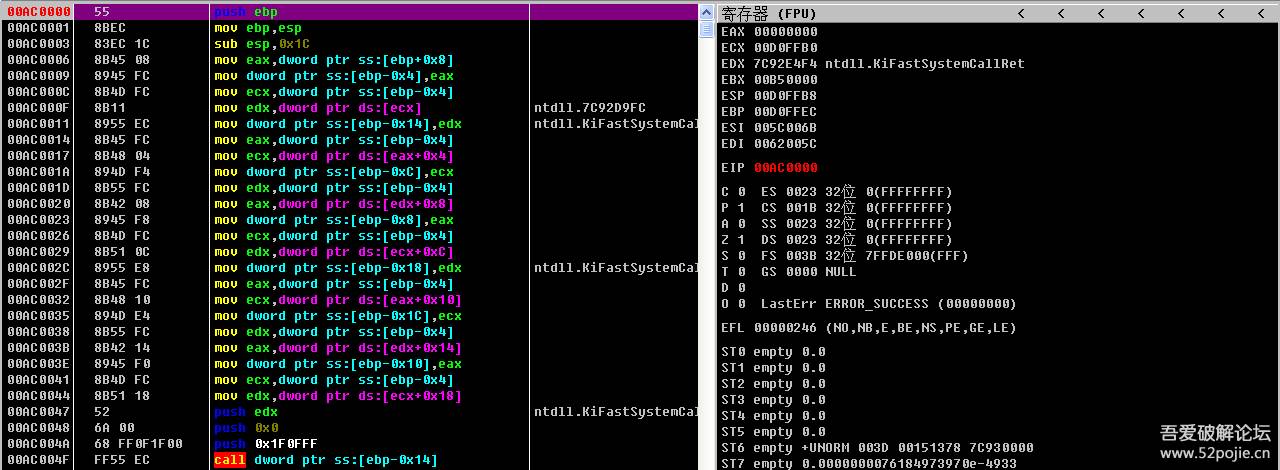 00AC0000 55 push ebp
00AC0001 8BEC mov ebp,esp
00AC0003 83EC 1C sub esp,0x1C
00AC0006 8B45 08 mov eax,dword ptr ss:[ebp+0x8]
00AC0009 8945 FC mov dword ptr ss:[ebp-0x4],eax
00AC000C 8B4D FC mov ecx,dword ptr ss:[ebp-0x4]
00AC000F 8B11 mov edx,dword ptr ds:[ecx] ntdll.7C92D9FC
00AC0011 8955 EC mov dword ptr ss:[ebp-0x14],edx ntdll.KiFastSystemCal
00AC0014 8B45 FC mov eax,dword ptr ss:[ebp-0x4]
00AC0017 8B48 04 mov ecx,dword ptr ds:[eax+0x4]
00AC001A 894D F4 mov dword ptr ss:[ebp-0xC],ecx
00AC001D 8B55 FC mov edx,dword ptr ss:[ebp-0x4]
00AC0020 8B42 08 mov eax,dword ptr ds:[edx+0x8]
00AC0023 8945 F8 mov dword ptr ss:[ebp-0x8],eax
00AC0026 8B4D FC mov ecx,dword ptr ss:[ebp-0x4]
00AC0029 8B51 0C mov edx,dword ptr ds:[ecx+0xC]
00AC002C 8955 E8 mov dword ptr ss:[ebp-0x18],edx ntdll.KiFastSystemCal
00AC002F 8B45 FC mov eax,dword ptr ss:[ebp-0x4]
00AC0032 8B48 10 mov ecx,dword ptr ds:[eax+0x10]
00AC0035 894D E4 mov dword ptr ss:[ebp-0x1C],ecx
00AC0038 8B55 FC mov edx,dword ptr ss:[ebp-0x4]
00AC003B 8B42 14 mov eax,dword ptr ds:[edx+0x14]
00AC003E 8945 F0 mov dword ptr ss:[ebp-0x10],eax
00AC0041 8B4D FC mov ecx,dword ptr ss:[ebp-0x4]
00AC0044 8B51 18 mov edx,dword ptr ds:[ecx+0x18]
00AC0047 52 push edx ntdll.KiFastSystemCal
00AC0048 6A 00 push 0x0
00AC004A 68 FF0F1F00 push 0x1F0FFF
00AC004F FF55 EC call dword ptr ss:[ebp-0x14]
寄存器 (FPU) < < < < < < <
EAX 00000000
ECX 00D0FFB0
EDX 7C92E4F4 ntdll.KiFastSystemCallRet
EBX 00B50000
ESP 00D0FFB8
EBP 00D0FFEC
ESI 005C006B
EDI 0062005C
EIP 00AC0000
C 0 ES 0023 32位 0(FFFFFFFF)
P 1 CS 001B 32位 0(FFFFFFFF)
A 0 SS 0023 32位 0(FFFFFFFF)
Z 1 DS 0023 32位 0(FFFFFFFF)
S 0 FS 003B 32位 7FFDE000(FFF)
T 0 GS 0000 NULL
D 0
O 0 LastErr ERROR_SUCCESS (00000000)
EFL 00000246 (NO,NB,E,BE,NS,PE,GE,LE)
ST0 empty 0.0
ST1 empty 0.0
ST2 empty 0.0
ST3 empty 0.0
ST4 empty 0.0
ST5 empty 0.0
ST6 empty +UNORM 003D 00151378 7C930000
ST7 empty 0.0000000076184973970e-4933
吾爱破解论坛
www.52pojie.cn